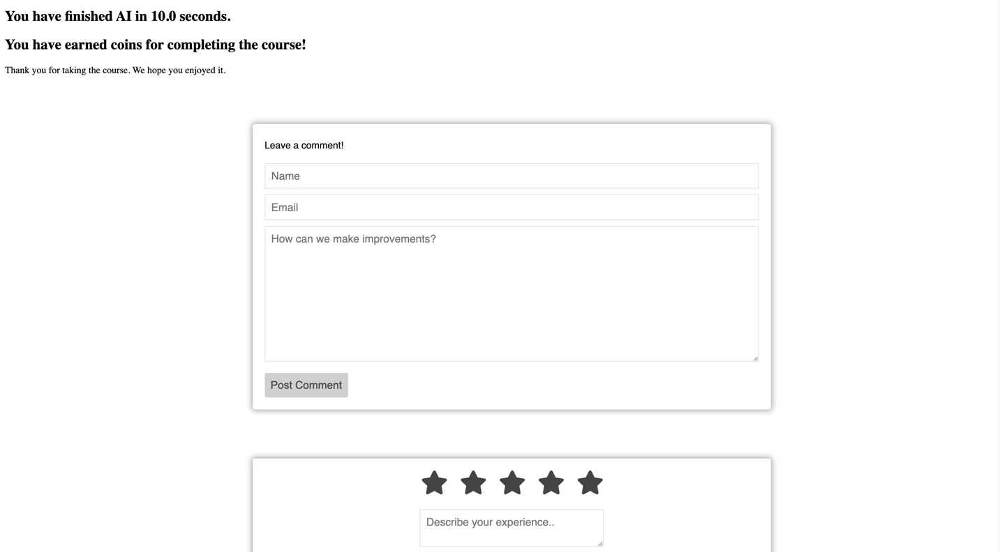 You have finished AI in 10.0 seconds.
You have earned coins for completing the course!
Thank you for taking the course. We hope you enjoyed it.
Leave a comment!
Name
Email
How can we make improvements?
Post Comment
Describe your experience..